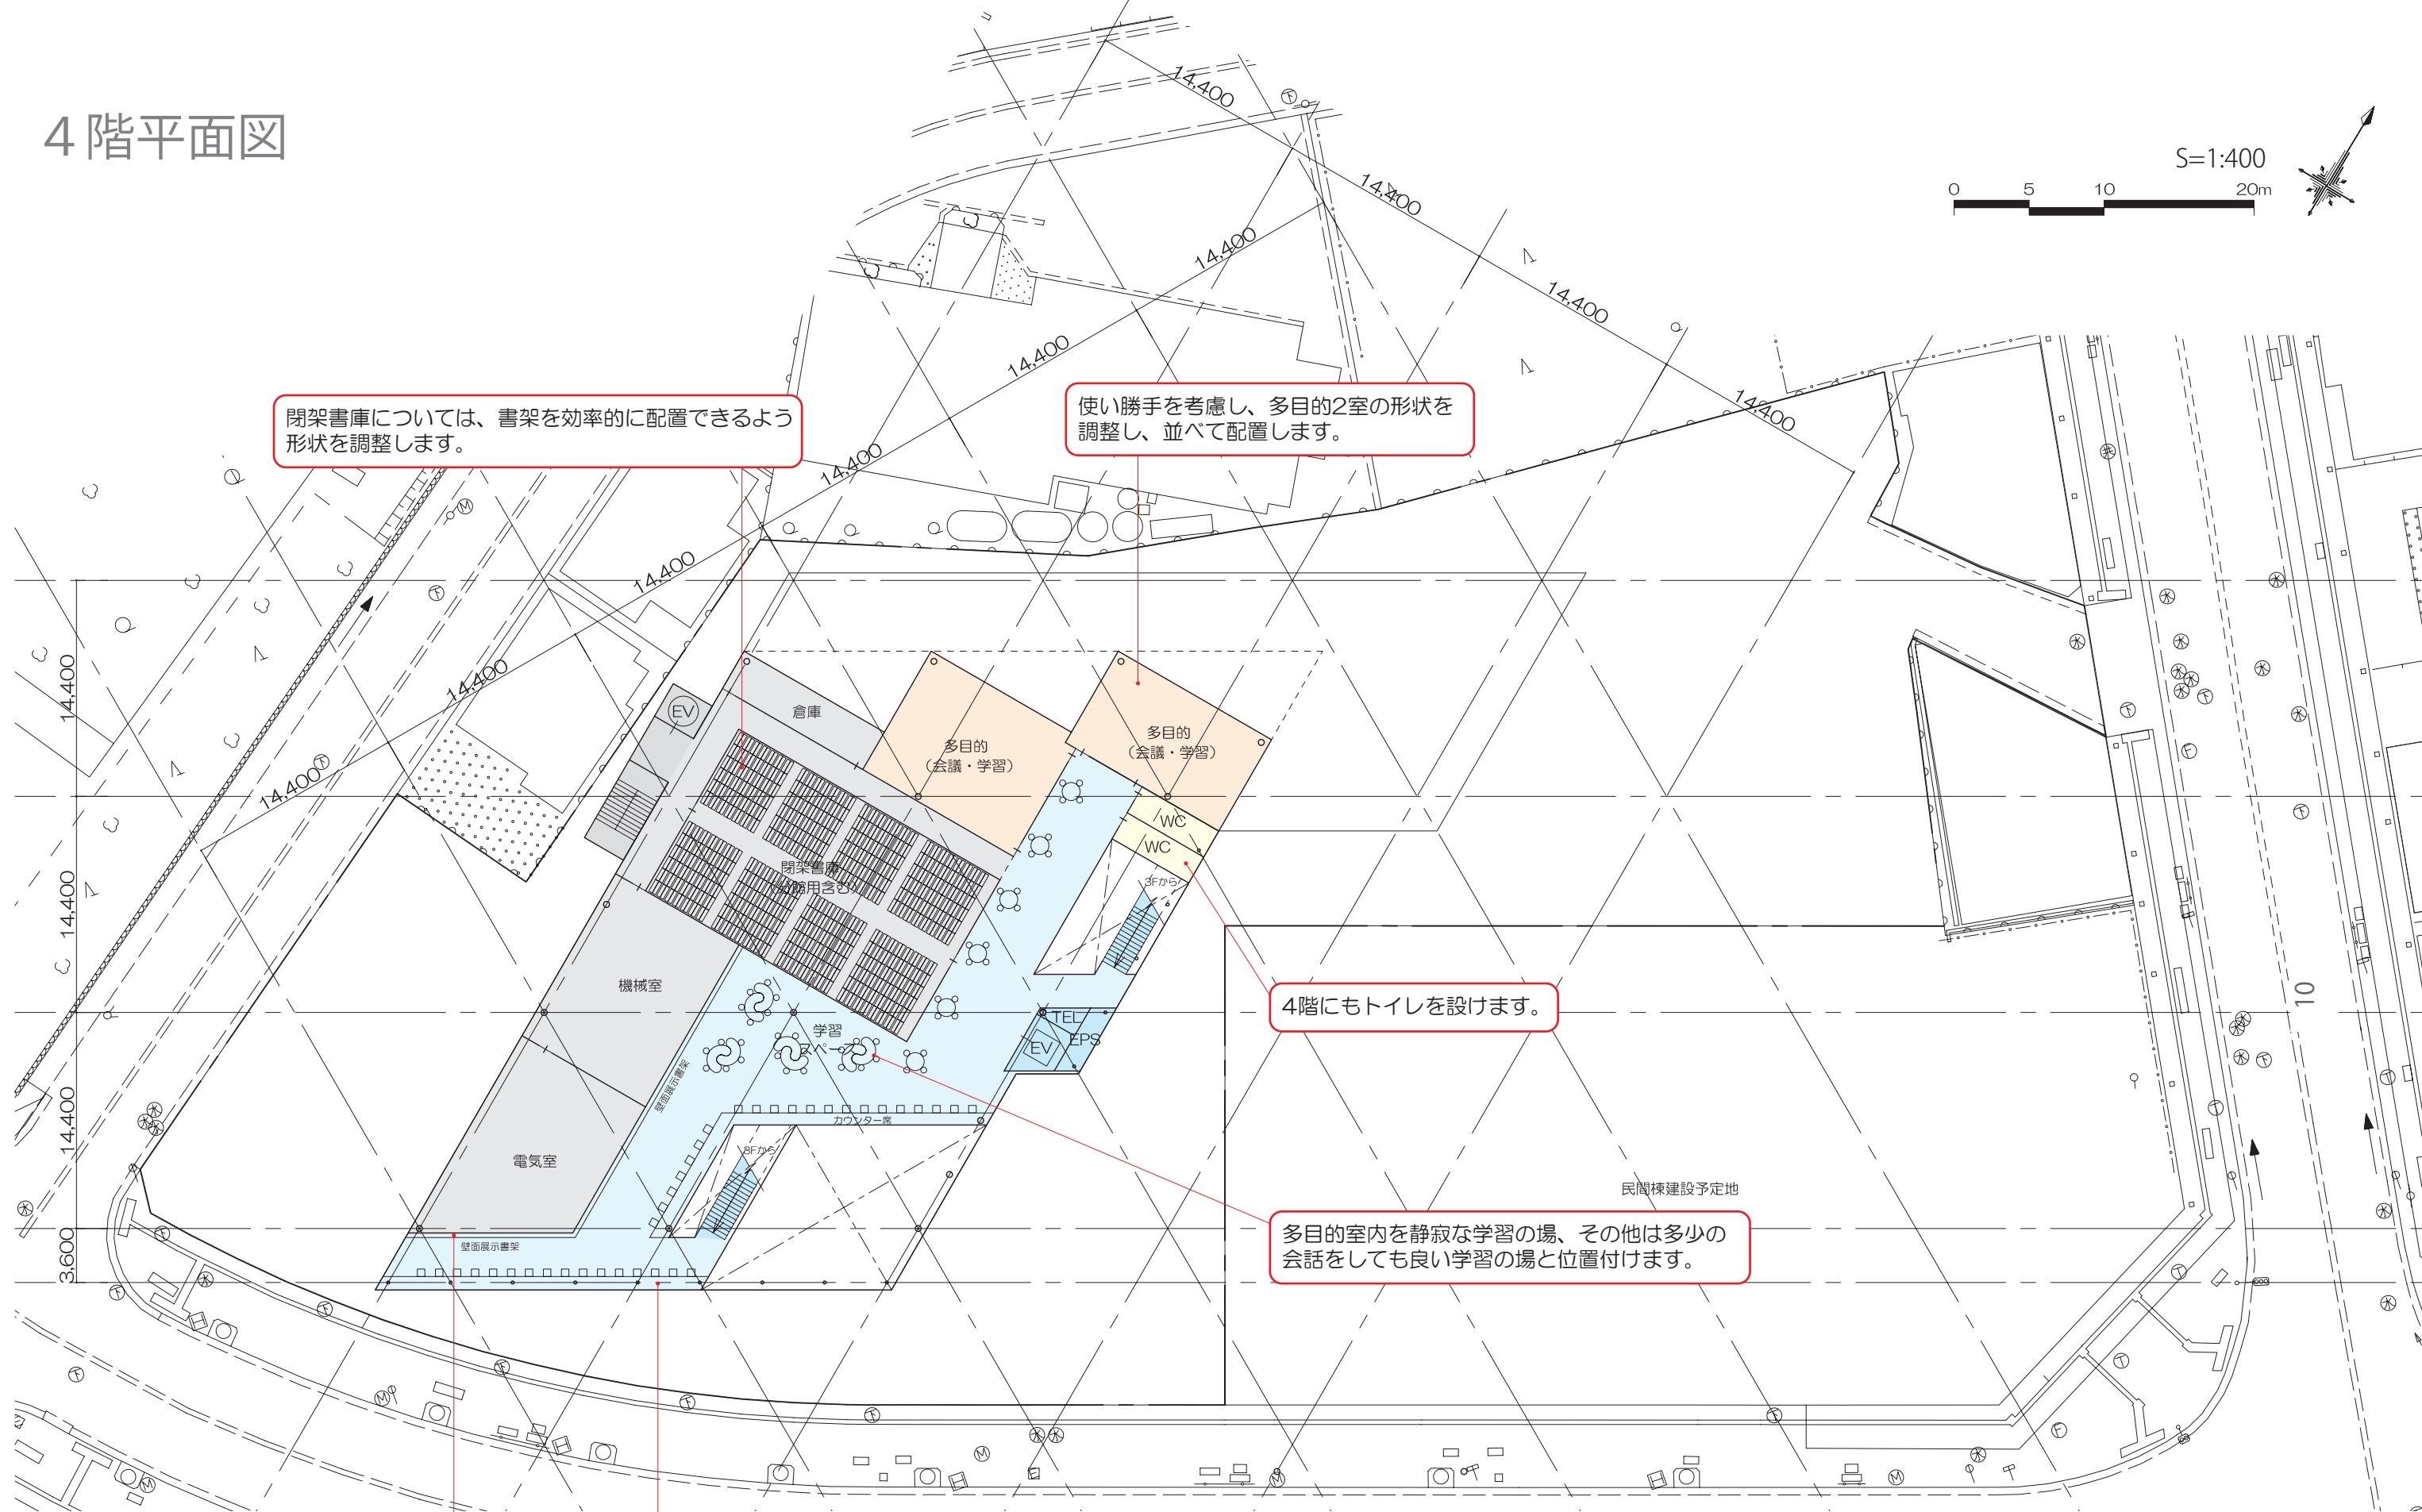 4階平面図
S=1:400
0 5 10 20m
14,400
14,400
14,400
14,400
14,400
14,400
14,400
14,400
14,400
14,400
14,400
閉架書庫については、書架を効率的に配置できるよう
形状を調整します。
使い勝手を考慮し、多目的2室の形状を
調整し、並べて配置します。
14,400
14,400
14,400
3,600
EV
倉庫
多目的
（会議・学習）
多目的
（会議・学習）
WC
WC
3Fから
閉架書庫
（分館用含む）
機械室
学習
スペース
TEL
EV
EPS
壁面展示書架
カウンター席
3Fから
電気室
壁面展示書架
4階にもトイレを設けます。
民間棟建設予定地
多目的室内を静寂な学習の場、その他は多少の
会話をしても良い学習の場と位置付けます。
10